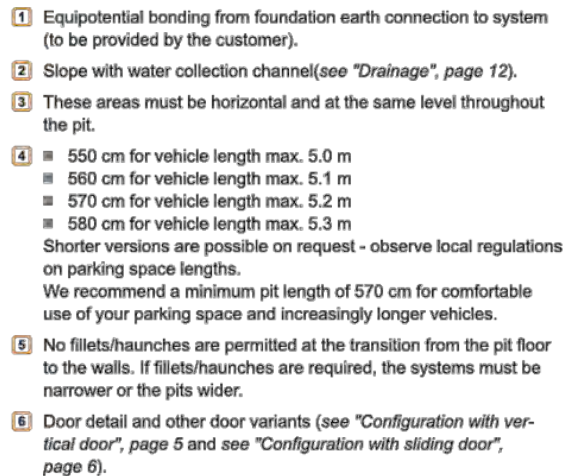 1 Equipotential bonding from foundation earth connection to system
(to be provided by the customer).
2 Slope with water collection channel(see "Drainage", page 12).
3 These areas must be horizontal and at the same level throughout
the pit.
4 ■ 550 cm for vehicle length max. 5.0 m
■ 560 cm for vehicle length max. 5.1 m
■ 570 cm for vehicle length max. 5.2 m
■ 580 cm for vehicle length max. 5.3 m
Shorter versions are possible on request - observe local regulations
on parking space lengths.
We recommend a minimum pit length of 570 cm for comfortable
use of your parking space and increasingly longer vehicles.
5 No fillets/haunches are permitted at the transition from the pit floor
to the walls. If fillets/haunches are required, the systems must be
narrower or the pits wider.
6 Door detail and other door variants (see "Configuration with ver-
tical door", page 5 and see "Configuration with sliding door",
page 6).